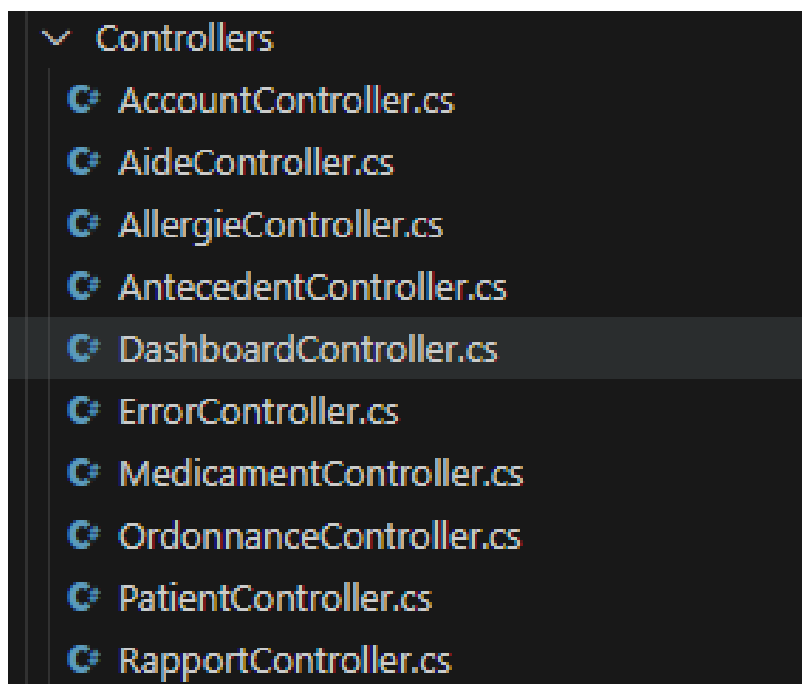 Controllers
C# AccountController.cs
C# AideController.cs
C# AllergieController.cs
C# AntecedentController.cs
C# DashboardController.cs
C# ErrorController.cs
C# MedicamentController.cs
C# OrdonnanceController.cs
C# PatientController.cs
C# RapportController.cs